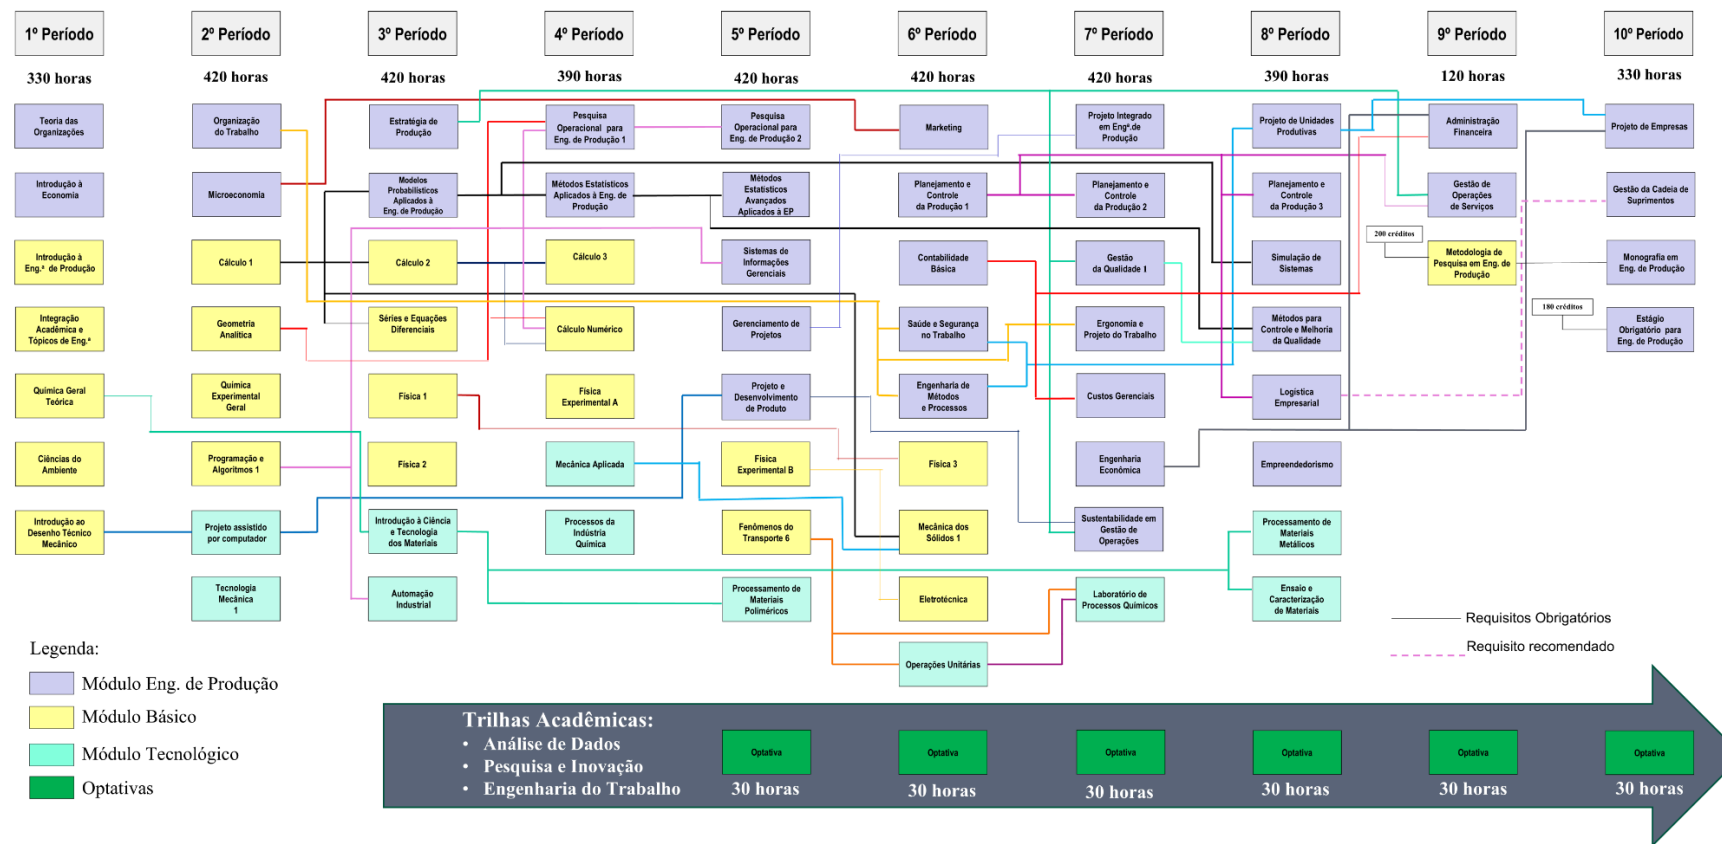 1º Período
2º Período
3º Período
4º Período
5º Período
6º Período
7º Período
8º Período
9º Período
10º Período
330 horas
420 horas
420 horas
390 horas
420 horas
420 horas
420 horas
390 horas
120 horas
330 horas
Teoria das
Organizações
Organização
do Trabalho
Estratégia de
Produção
Pesquisa
Operacional para
Eng. de Produção 1
Pesquisa
Operacional para
Eng. de Produção 2
Marketing
Projeto Integrado
em Engª.de
Produção
Projeto de Unidades
Produtivas
Administração
Financeira
Projeto de Empresas
Introdução à
Economia
Microeconomia
Modelos
Probabilísticos
Aplicados à
Eng. de Produção
Métodos Estatísticos
Aplicados à Eng. de
Produção
Métodos
Estatísticos
Avançados
Aplicados à EP
Planejamento e
Controle
da Produção 1
Planejamento e
Controle
da Produção 2
Planejamento e
Controle
da Produção 3
Gestão de
Operações
de Serviços
Gestão da Cadeia de
Suprimentos
200 créditos
Introdução à
Eng.ª de Produção
Cálculo 1
Cálculo 2
Cálculo 3
Sistemas de
Informações
Gerenciais
Contabilidade
Básica
Gestão
da Qualidade 1
Simulação de
Sistemas
Metodologia de
Pesquisa em Eng. de
Produção
Monografia em
Eng. de Produção
180 créditos
Integração
Acadêmica e
Tópicos de Eng.ª
Geometria
Analítica
Séries e Equações
Diferenciais
Cálculo Numérico
Gerenciamento de
Projetos
Saúde e Segurança
no Trabalho
Ergonomia e
Projeto do Trabalho
Métodos para
Controle e Melhoria
da Qualidade
Estágio
Obrigatório para
Eng. de Produção
Química Geral
Teórica
Química
Experimental
Geral
Física 1
Física
Experimental A
Projeto e
Desenvolvimento
de Produto
Engenharia de
Métodos
e Processos
Custos Gerenciais
Logística
Empresarial
Ciências do
Ambiente
Programação e
Algoritmos 1
Física 2
Mecânica Aplicada
Física
Experimental B
Física 3
Engenharia
Econômica
Empreendedorismo
Introdução ao
Desenho Técnico
Mecânico
Projeto assistido
por computador
Introdução à Ciência
e Tecnologia
dos Materiais
Processos da
Indústria
Química
Fenômenos do
Transporte 6
Mecânica dos
Sólidos 1
Sustentabilidade em
Gestão de
Operações
Processamento de
Materiais
Metálicos
Tecnologia
Mecânica
1
Automação
Industrial
Processamento de
Materiais
Poliméricos
Eletrotécnica
Laboratório de
Processos Químicos
Ensaio e
Caracterização
de Materiais
Operações Unitárias
Requisitos Obrigatórios
Requisito recomendado
Legenda:
Módulo Eng. de Produção
Módulo Básico
Módulo Tecnológico
Optativas
Trilhas Acadêmicas:
• Análise de Dados
• Pesquisa e Inovação
• Engenharia do Trabalho
Optativa
Optativa
Optativa
Optativa
Optativa
Optativa
30 horas
30 horas
30 horas
30 horas
30 horas
30 horas